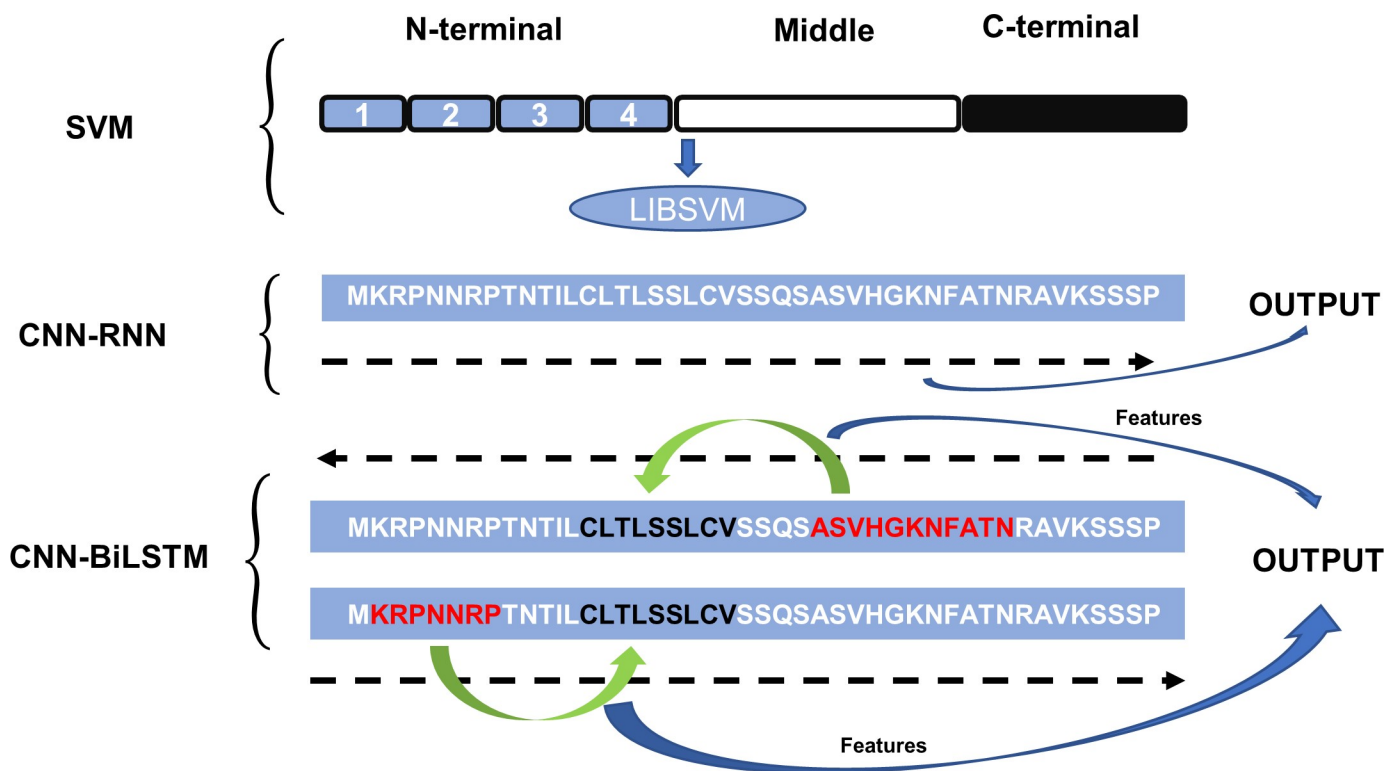 N-terminal Middle C-terminal
SVM
1 2 3 4
LIBSVM
MKRPNNRPTNTILCLTLSSLCVSSQSASVHGKNFATNRAVKSSSP
OUTPUT
CNN-RNN
Features
MKRPNNRPTNTILCLTLSSLCVSSQSASVHGKNFATNRAVKSSSP
CNN-BiLSTM
OUTPUT
MKRPNNRPTNTILCLTLSSLCVSSQSASVHGKNFATNRAVKSSSP
Features